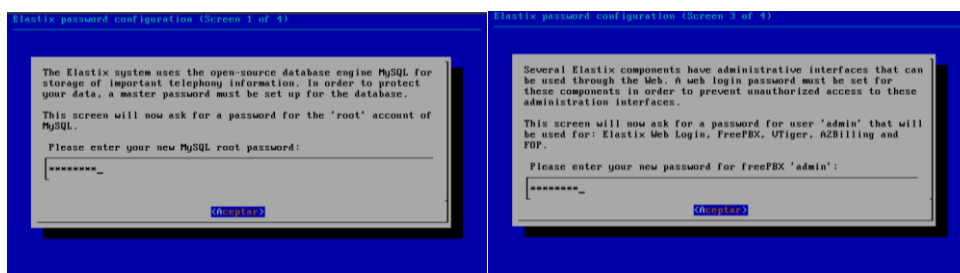 Elastix password configuration (Screen 1 of 4)
The Elastix system uses the open-source database engine MySQL for
storage of important telephony information. In order to protect
your data, a master password must be set up for the database.
This screen will now ask for a password for the 'root' account of
MySQL.
Please enter your new MySQL root password:
********_
<Aceptar>
Elastix password configuration (Screen 3 of 4)
Several Elastix components have administrative interfaces that can
be used through the Web. A web login password must be set for
these components in order to prevent unauthorized access to these
administration interfaces.
This screen will now ask for a password for user 'admin' that will
be used for: Elastix Web Login, FreePBX, VTiger, A2Billing and
FOP.
Please enter your new password for freePBX 'admin':
********_
<Aceptar>